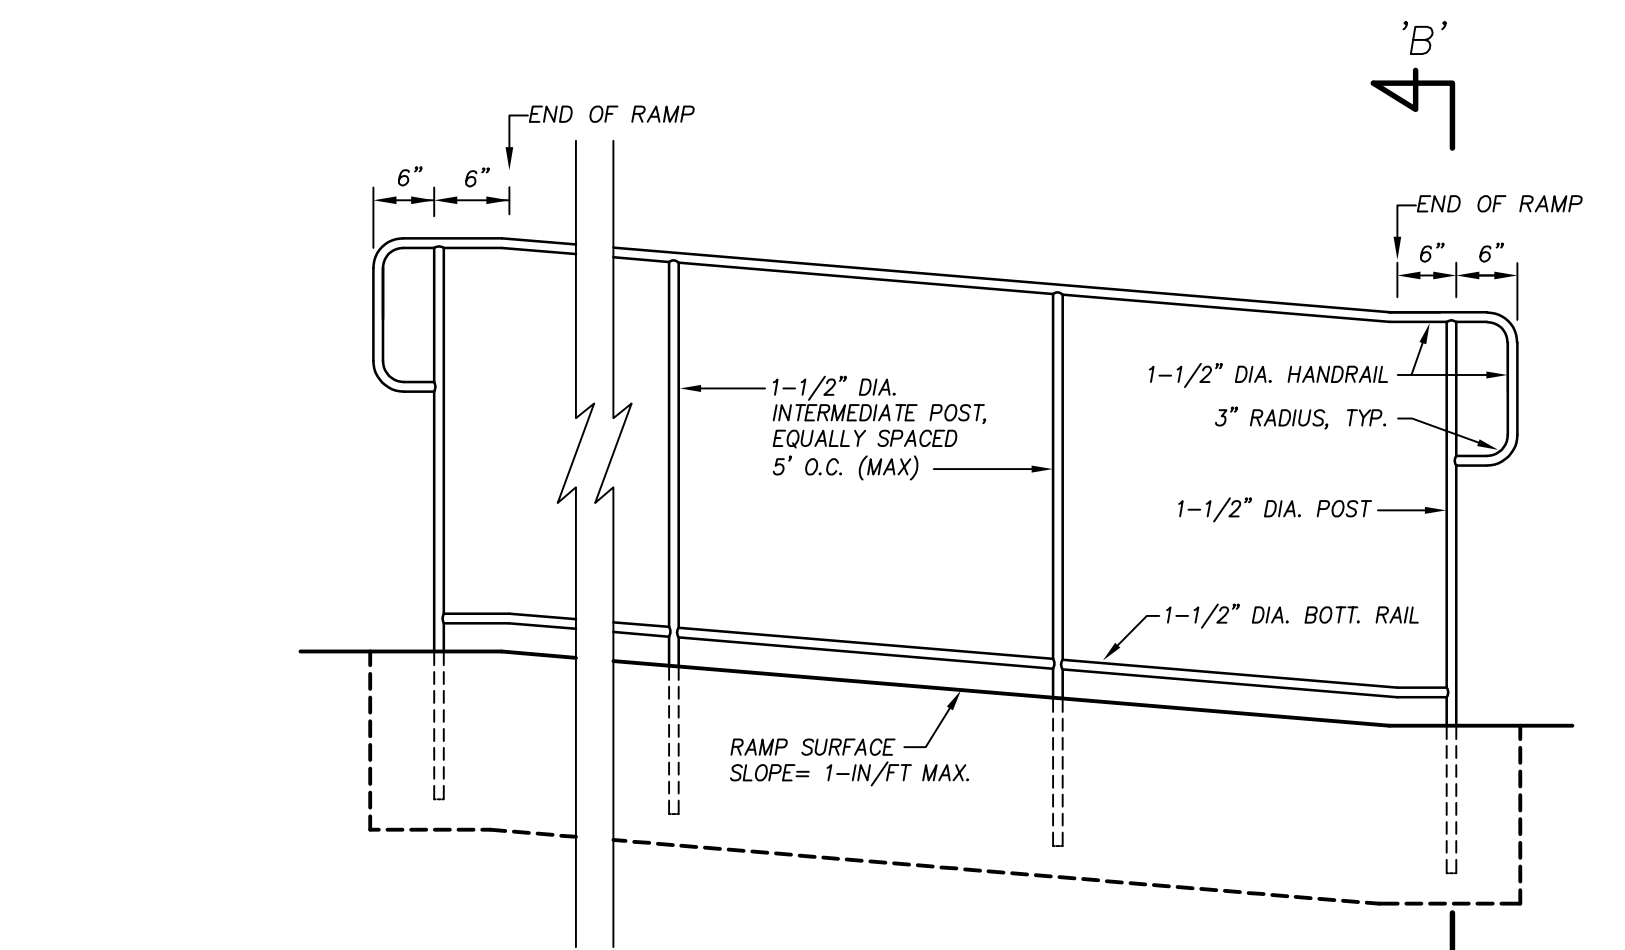 'B'
END OF RAMP
6" 6"
END OF RAMP
6" 6"
1-1/2" DIA. HANDRAIL
1-1/2" DIA.
INTERMEDIATE POST,
EQUALLY SPACED
5' O.C. (MAX)
3" RADIUS, TYP.
1-1/2" DIA. POST
1-1/2" DIA. BOTT. RAIL
RAMP SURFACE
SLOPE= 1-IN/FT MAX.